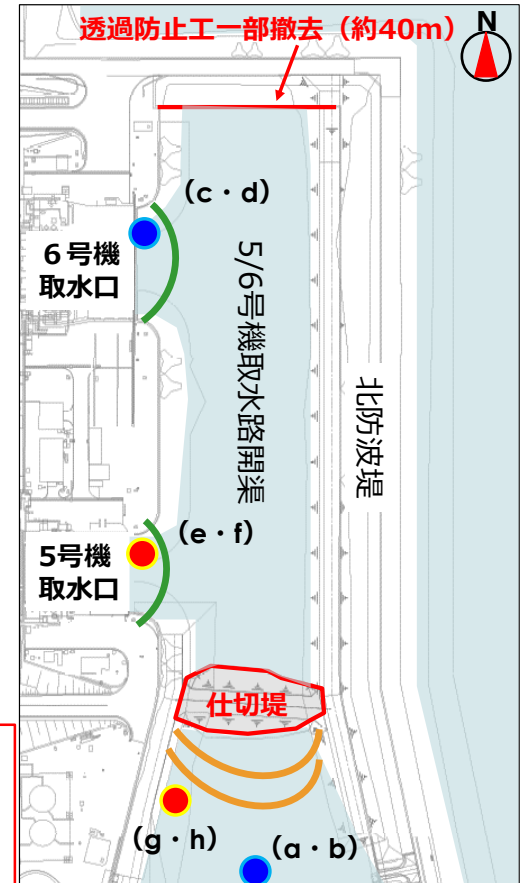 透過防止工一部撤去（約40m）
N
（c・d）
６号機
取水口
5/6号機取水路開渠
北防波堤
（e・f）
5号機
取水口
仕切堤
（g・h）
（a・b）